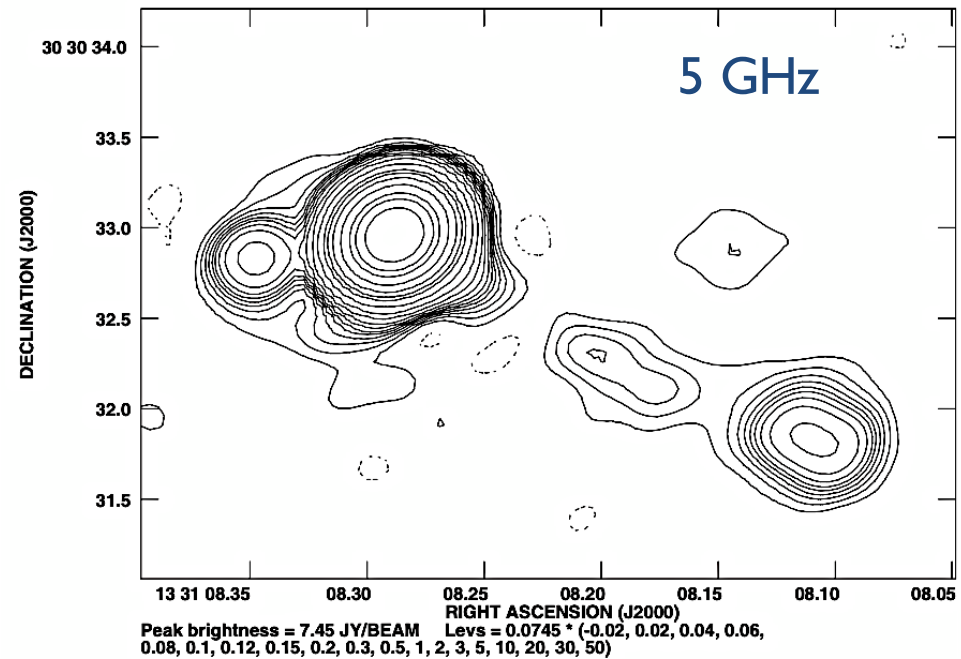 5 GHz
30 30 34.0
33.5
33.0
32.5
32.0
31.5
DECLINATION (J2000)
13 31 08.35 08.30 08.25 08.20 08.15 08.10 08.05
RIGHT ASCENSION (J2000)
Peak brightness = 7.45 JY/BEAM Levs = 0.0745 * (-0.02, 0.02, 0.04, 0.06,
0.08, 0.1, 0.12, 0.15, 0.2, 0.3, 0.5, 1, 2, 3, 5, 10, 20, 30, 50)